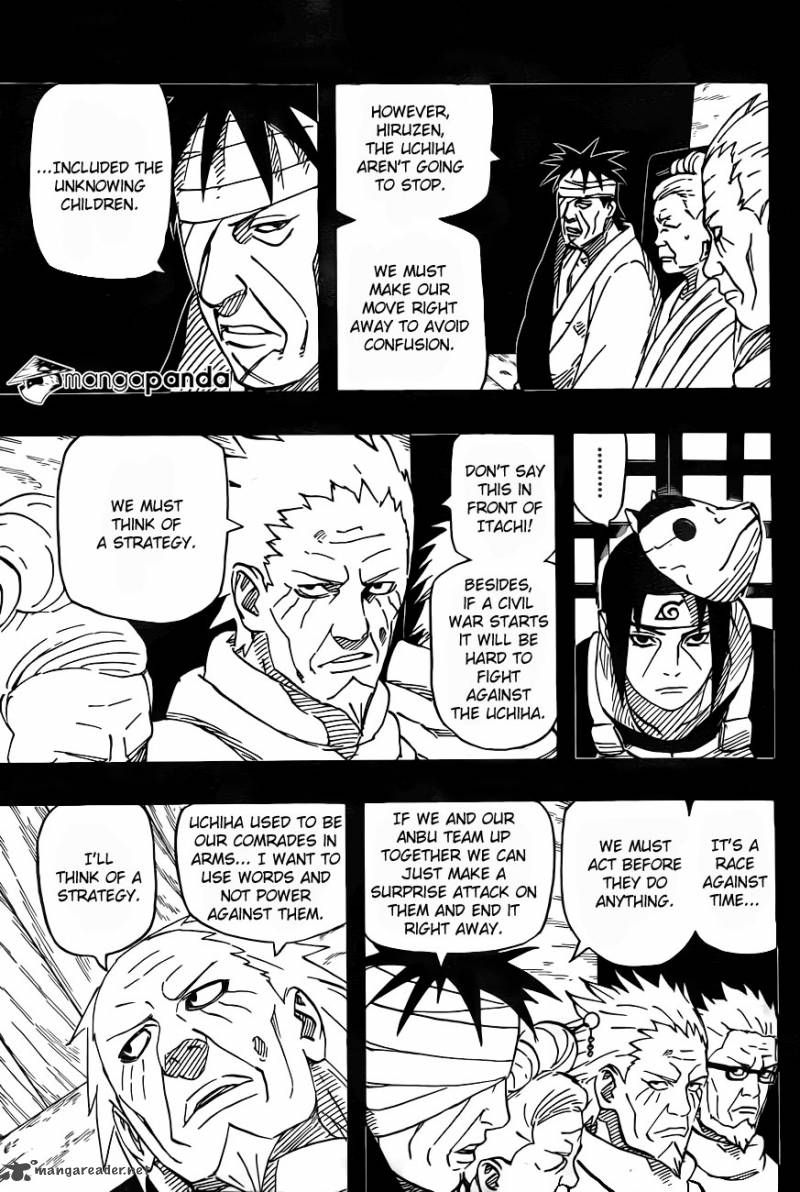 HOWEVER,
HIRUZEN,
THE UCHIHA
AREN'T GOING
TO STOP.
WE MUST
MAKE OUR
MOVE RIGHT
AWAY TO AVOID
CONFUSION.
...INCLUDED THE
UNKNOWING
CHILDREN.
mangapanda
..........
DON'T SAY
THIS IN
FRONT OF
ITACHI!
BESIDES,
IF A CIVIL
WAR STARTS
IT WILL BE
HARD TO
FIGHT
AGAINST
THE UCHIHA.
WE MUST
THINK OF
A STRATEGY.
IT'S A
RACE
AGAINST
TIME...
WE MUST
ACT BEFORE
THEY DO
ANYTHING.
IF WE AND OUR
ANBU TEAM UP
TOGETHER WE CAN
JUST MAKE A
SURPRISE ATTACK ON
THEM AND END IT
RIGHT AWAY.
UCHIHA USED TO BE
OUR COMRADES IN
ARMS... I WANT TO
USE WORDS AND
NOT POWER
AGAINST THEM.
I'LL
THINK OF A
STRATEGY.
mangareader.net